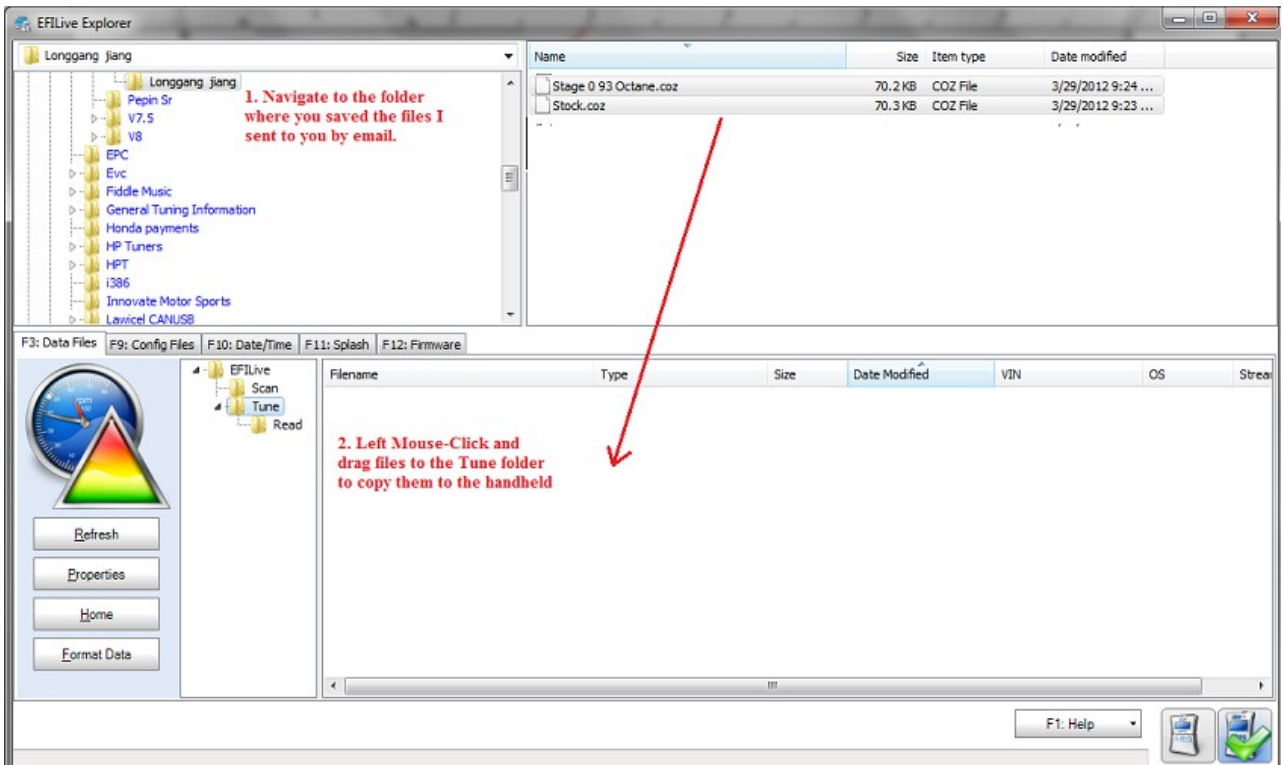 EFILive Explorer
Longgang jiang
Longgang jiang
Pepin Sr
V7.5
V8
EPC
Evc
Fiddle Music
General Tuning Information
Honda payments
HP Tuners
HPT
i386
Innovate Motor Sports
Lawicel CANUSB
1. Navigate to the folder
where you saved the files I
sent to you by email.
Name Size Item type Date modified
Stage 0 93 Octane.coz 70.2 KB COZ File 3/29/2012 9:24 ...
Stock.coz 70.3 KB COZ File 3/29/2012 9:23 ...
F3: Data Files F9: Config Files F10: Date/Time F11: Splash F12: Firmware
rpm
Refresh
Properties
Home
Format Data
EFILive
Scan
Tune
Read
Filename Type Size Date Modified VIN OS Strea
2. Left Mouse-Click and
drag files to the Tune folder
to copy them to the handheld
F1: Help